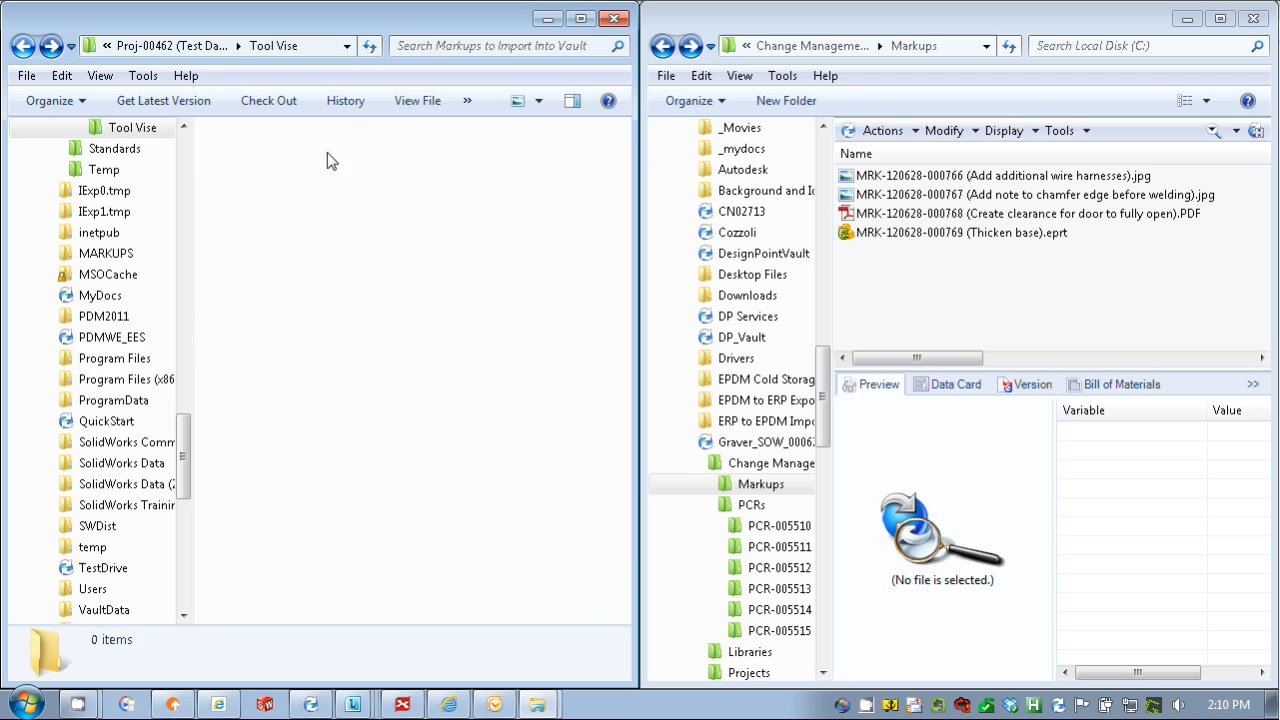 Proj-00462 (Test Da... Tool Vise
Search Markups to Import Into Vault
File Edit View Tools Help
Organize Get Latest Version Check Out History View File »
Tool Vise
Standards
Temp
IExp0.tmp
IExp1.tmp
inetpub
MARKUPS
MSOCache
MyDocs
PDM2011
PDMWE_EES
Program Files
Program Files (x86
ProgramData
QuickStart
SolidWorks Comm
SolidWorks Data
SolidWorks Data (2
SolidWorks Trainin
SWDist
temp
TestDrive
Users
VaultData
0 items
Change Manageme... Markups
Search Local Disk (C:)
File Edit View Tools Help
Organize New Folder
_Movies
_mydocs
Autodesk
Background and Ic
CN02713
Cozzoli
DesignPointVault
Desktop Files
Downloads
DP Services
DP_Vault
Drivers
EPDM Cold Storag
EPDM to ERP Expo
ERP to EPDM Impo
Graver_SOW_00062
Change Manage
Markups
PCRs
PCR-005510
PCR-005511
PCR-005512
PCR-005513
PCR-005514
PCR-005515
Libraries
Projects
Actions Modify Display Tools
Name
MRK-120628-000766 (Add additional wire harnesses).jpg
MRK-120628-000767 (Add note to chamfer edge before welding).jpg
MRK-120628-000768 (Create clearance for door to fully open).PDF
MRK-120628-000769 (Thicken base).eprt
Preview Data Card Version Bill of Materials >>
Variable Value
(No file is selected.)
2:10 PM